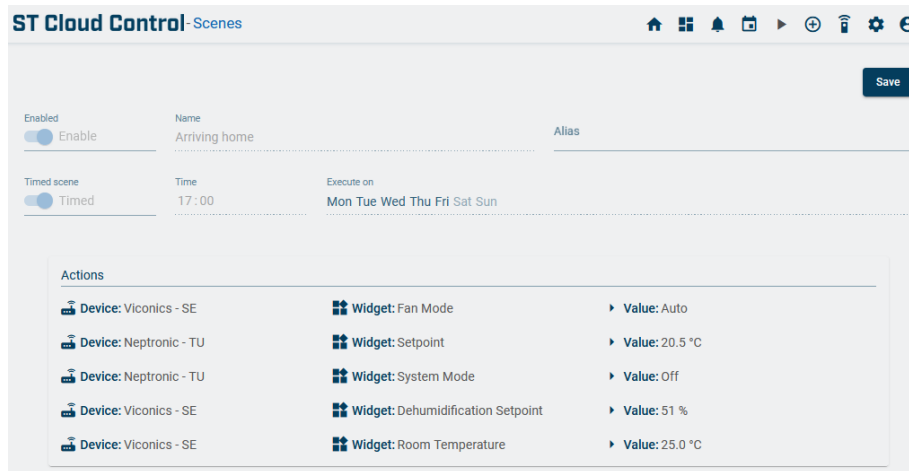 ST Cloud Control - Scenes
Save
Enabled
Enable
Name
Arriving home
Alias
Timed scene
Timed
Time
17:00
Execute on
Mon Tue Wed Thu Fri Sat Sun
Actions
Device: Viconics - SE Widget: Fan Mode Value: Auto
Device: Neptronic - TU Widget: Setpoint Value: 20.5 °C
Device: Neptronic - TU Widget: System Mode Value: Off
Device: Viconics - SE Widget: Dehumidification Setpoint Value: 51 %
Device: Viconics - SE Widget: Room Temperature Value: 25.0 °C